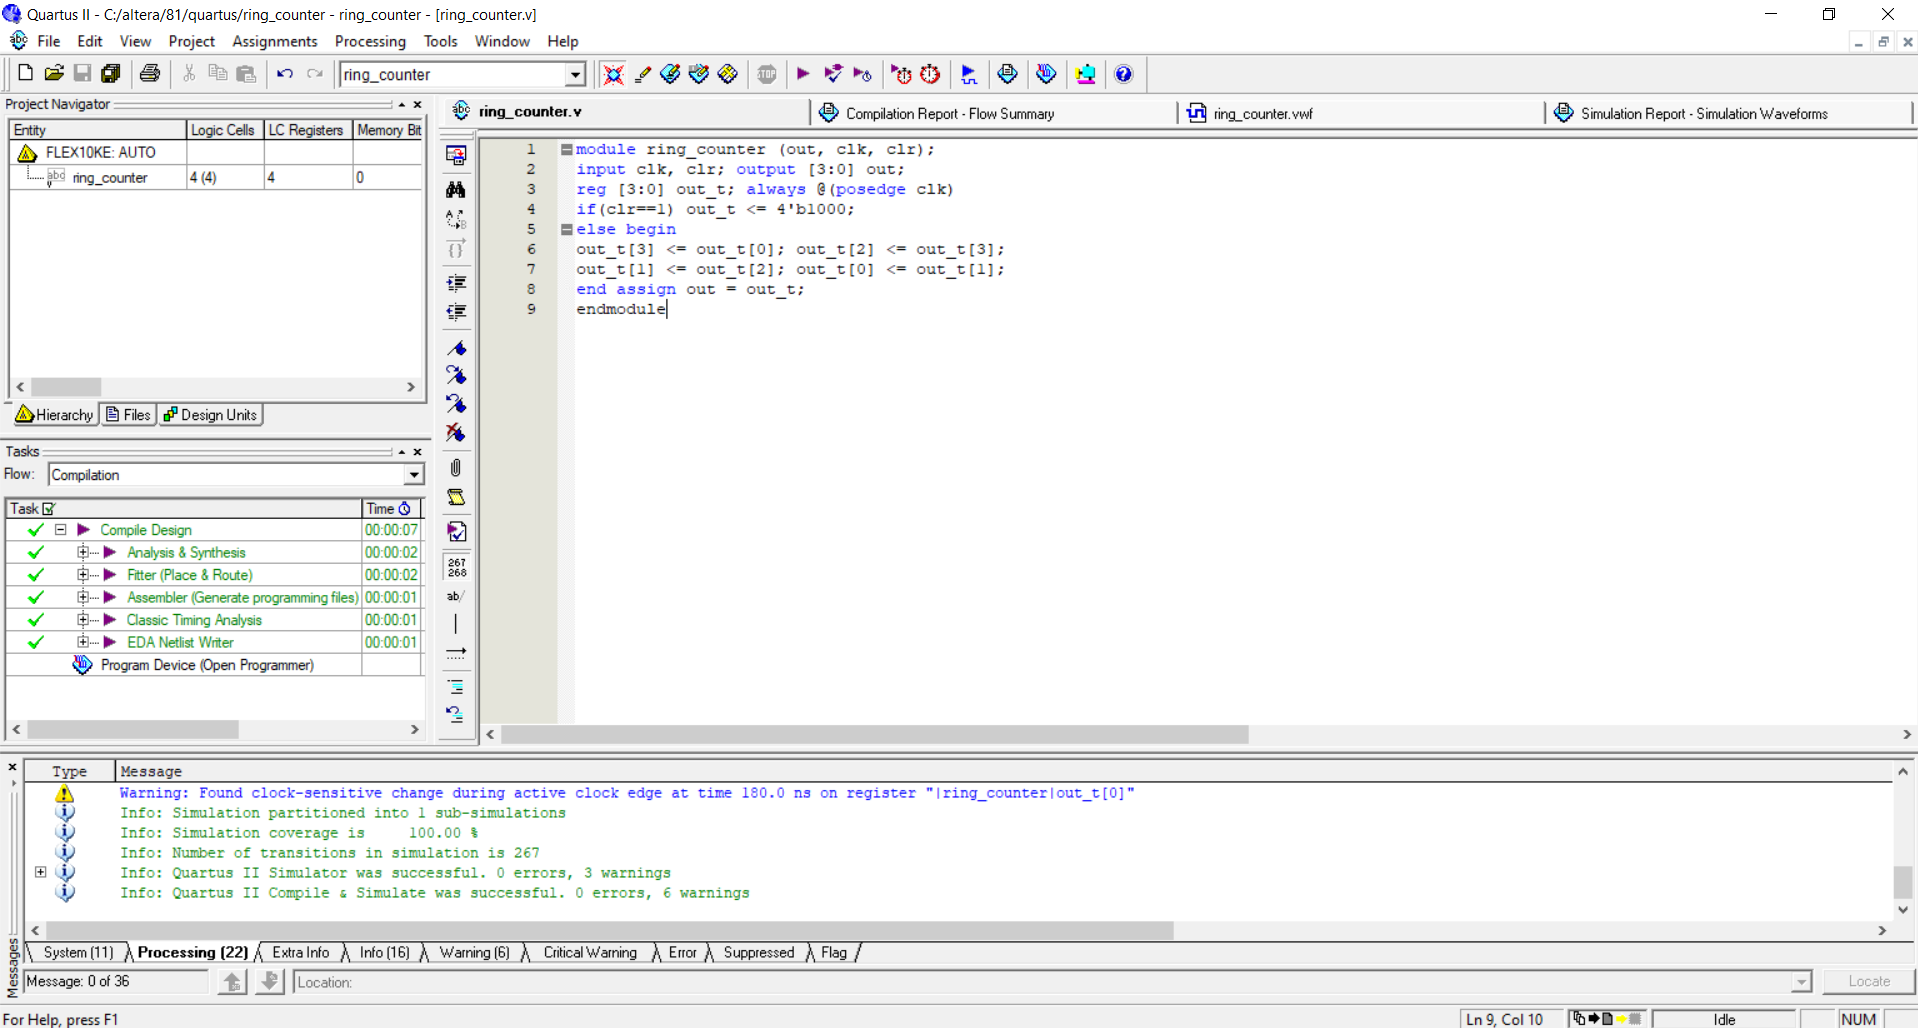 Quartus II - C:/altera/81/quartus/ring_counter - ring_counter - [ring_counter.v]
File Edit View Project Assignments Processing Tools Window Help
ring_counter
STOP
Project Navigator
Entity Logic Cells LC Registers Memory Bit
FLEX10KE: AUTO
ring_counter 4 (4) 4 0
Hierarchy Files Design Units
Tasks
Flow: Compilation
Task Time
Compile Design 00:00:07
Analysis & Synthesis 00:00:02
Fitter (Place & Route) 00:00:02
Assembler (Generate programming files) 00:00:01
Classic Timing Analysis 00:00:01
EDA Netlist Writer 00:00:01
Program Device (Open Programmer)
ring_counter.v Compilation Report - Flow Summary ring_counter.vwf Simulation Report - Simulation Waveforms
267
268
ab/
1 module ring_counter (out, clk, clr);
2 input clk, clr; output [3:0] out;
3 reg [3:0] out_t; always @(posedge clk)
4 if(clr==1) out_t <= 4'b1000;
5 else begin
6 out_t[3] <= out_t[0]; out_t[2] <= out_t[3];
7 out_t[1] <= out_t[2]; out_t[0] <= out_t[1];
8 end assign out = out_t;
9 endmodule
Type Message
Warning: Found clock-sensitive change during active clock edge at time 180.0 ns on register "|ring_counter|out_t[0]"
Info: Simulation partitioned into 1 sub-simulations
Info: Simulation coverage is 100.00 %
Info: Number of transitions in simulation is 267
Info: Quartus II Simulator was successful. 0 errors, 3 warnings
Info: Quartus II Compile & Simulate was successful. 0 errors, 6 warnings
System (11) Processing (22) Extra Info Info (16) Warning (6) Critical Warning Error Suppressed Flag
Messages
Message: 0 of 36 Location: Locate
For Help, press F1 Ln 9, Col 10 Idle NUM